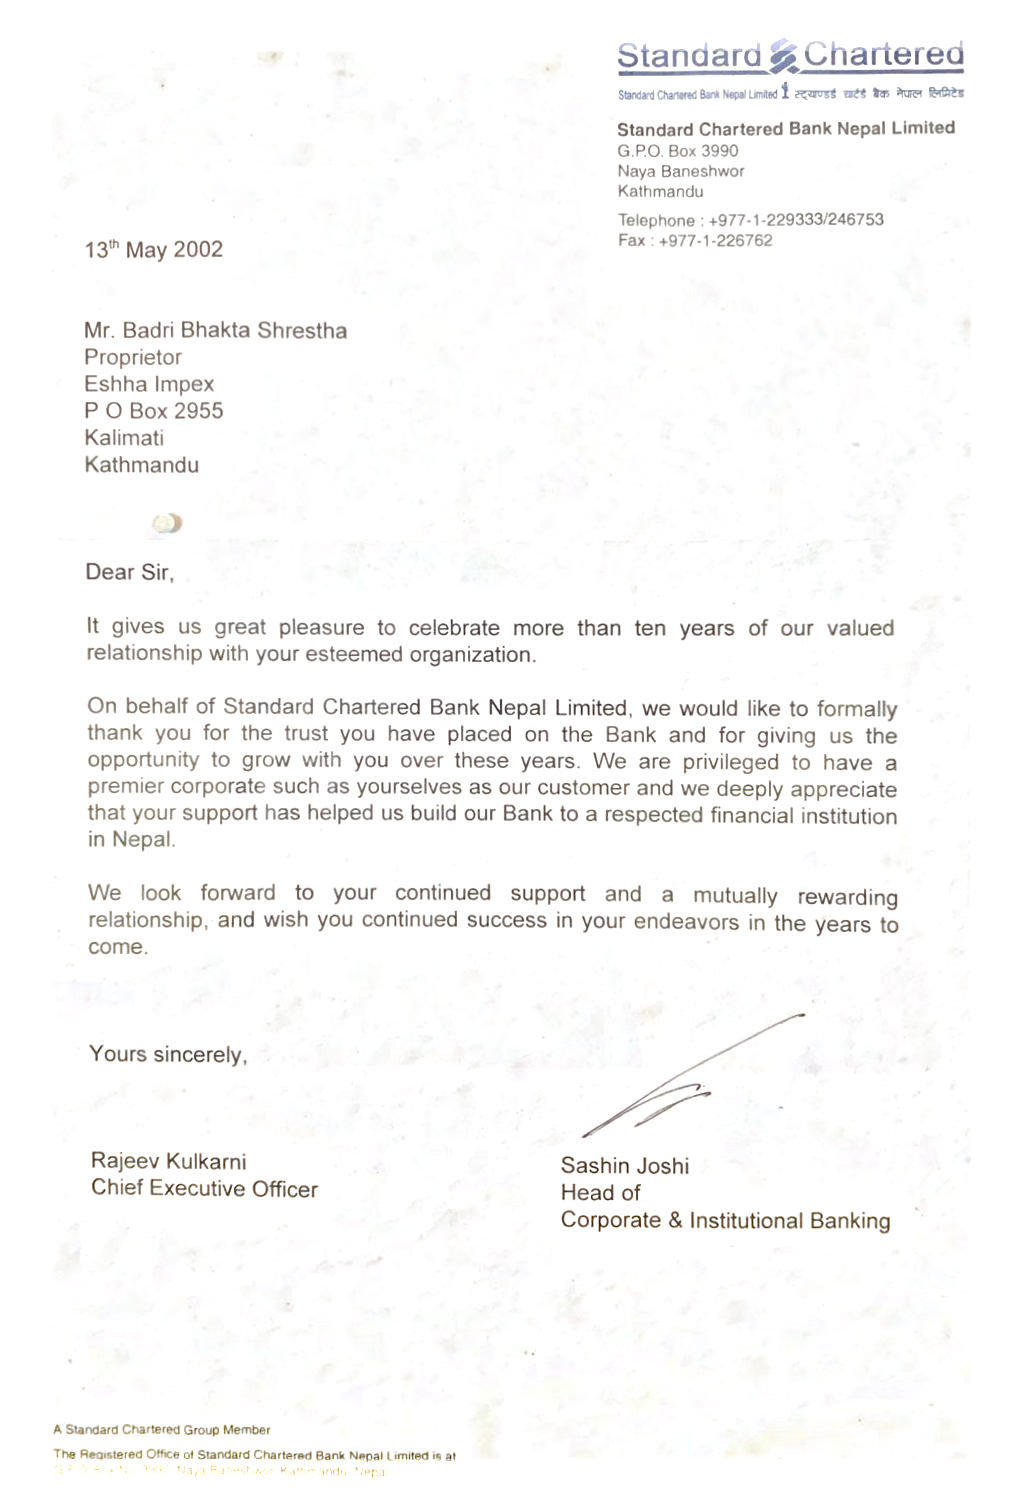 Standard Chartered
Standard Chartered Bank Nepal Limited स्ट्याण्डर्ड चार्टर्ड बैंक नेपाल लिमिटेड
Standard Chartered Bank Nepal Limited
G.P.O. Box 3990
Naya Baneshwor
Kathmandu
Telephone : +977-1-229333/246753
Fax : +977-1-226762
13th May 2002
Mr. Badri Bhakta Shrestha
Proprietor
Eshha Impex
P O Box 2955
Kalimati
Kathmandu
Dear Sir,
It gives us great pleasure to celebrate more than ten years of our valued
relationship with your esteemed organization.
On behalf of Standard Chartered Bank Nepal Limited, we would like to formally
thank you for the trust you have placed on the Bank and for giving us the
opportunity to grow with you over these years. We are privileged to have a
premier corporate such as yourselves as our customer and we deeply appreciate
that your support has helped us build our Bank to a respected financial institution
in Nepal.
We look forward to your continued support and a mutually rewarding
relationship, and wish you continued success in your endeavors in the years to
come.
Yours sincerely,
Rajeev Kulkarni
Chief Executive Officer
Sashin Joshi
Head of
Corporate & Institutional Banking
A Standard Chartered Group Member
The Registered Office of Standard Chartered Bank Nepal Limited is at
Naya Baneshwor Kathmandu, Nepal